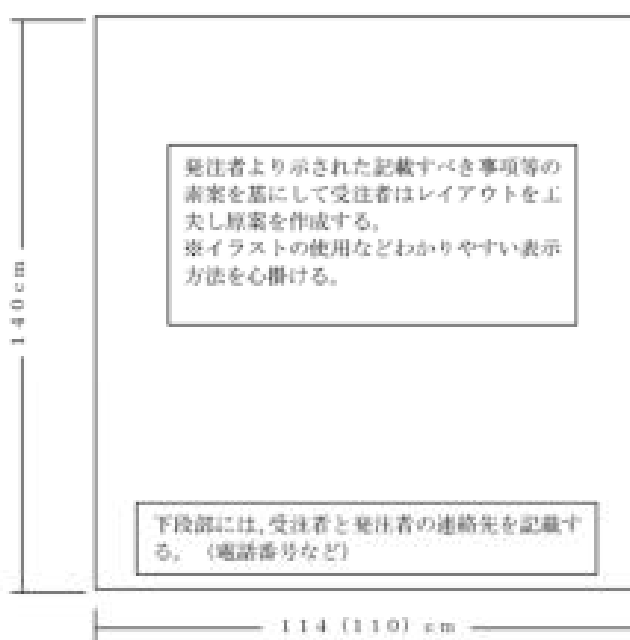 発注者より示された記載すべき事項等の
素案を基にして受注者はレイアウトを工
夫し原案を作成する。
※イラストの使用などわかりやすい表示
方法を心掛ける。
140cm
下段部には,受注者と発注者の連絡先を記載す
る。（電話番号など）
114(110)cm